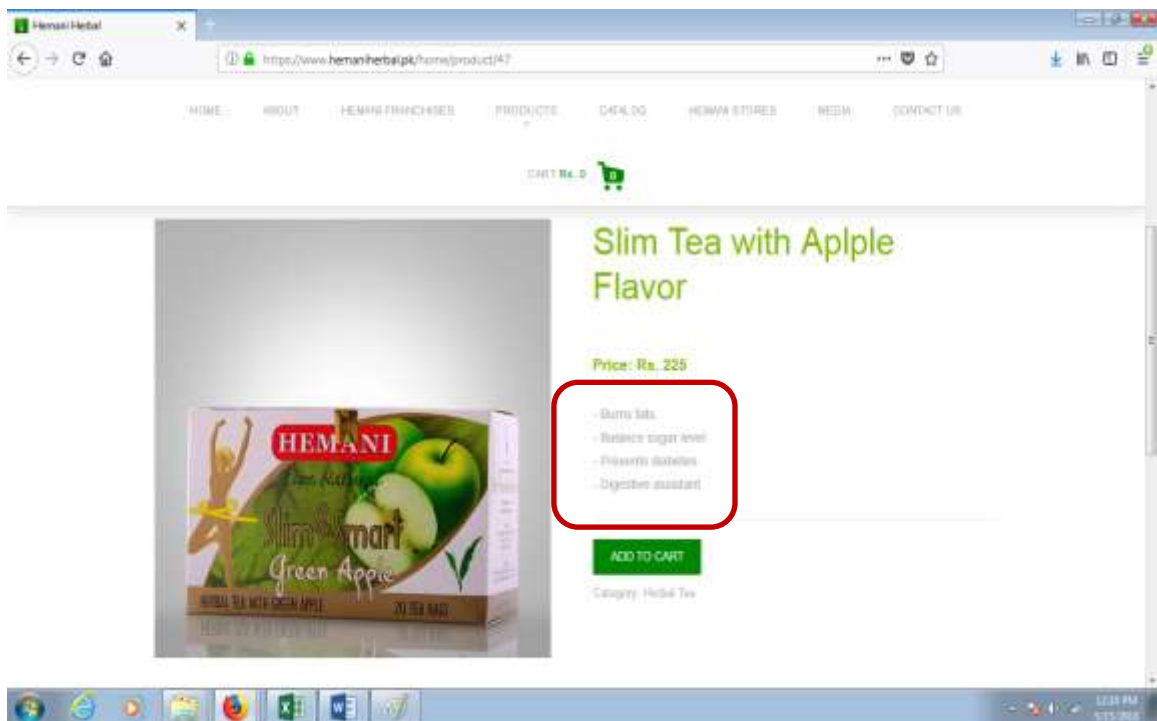 Hemani Herbal
https://www.hemaniherbal.pk/home/product/47
HOME ABOUT HEMANI FRANCHISES PRODUCTS CATALOG HEMANI STORES MEDIA CONTACT US
CART Rs. 0 0
Slim Tea with Aplple
Flavor
Price: Rs. 225
- Burns fats
- Balance sugar level
- Prevents diabetes
- Digestive assistant
ADD TO CART
Category: Herbal Tea
HEMANI
Slim & Smart
Green Apple
HERBAL TEA WITH GREEN APPLE 20 TEA BAGS
12:28 PM